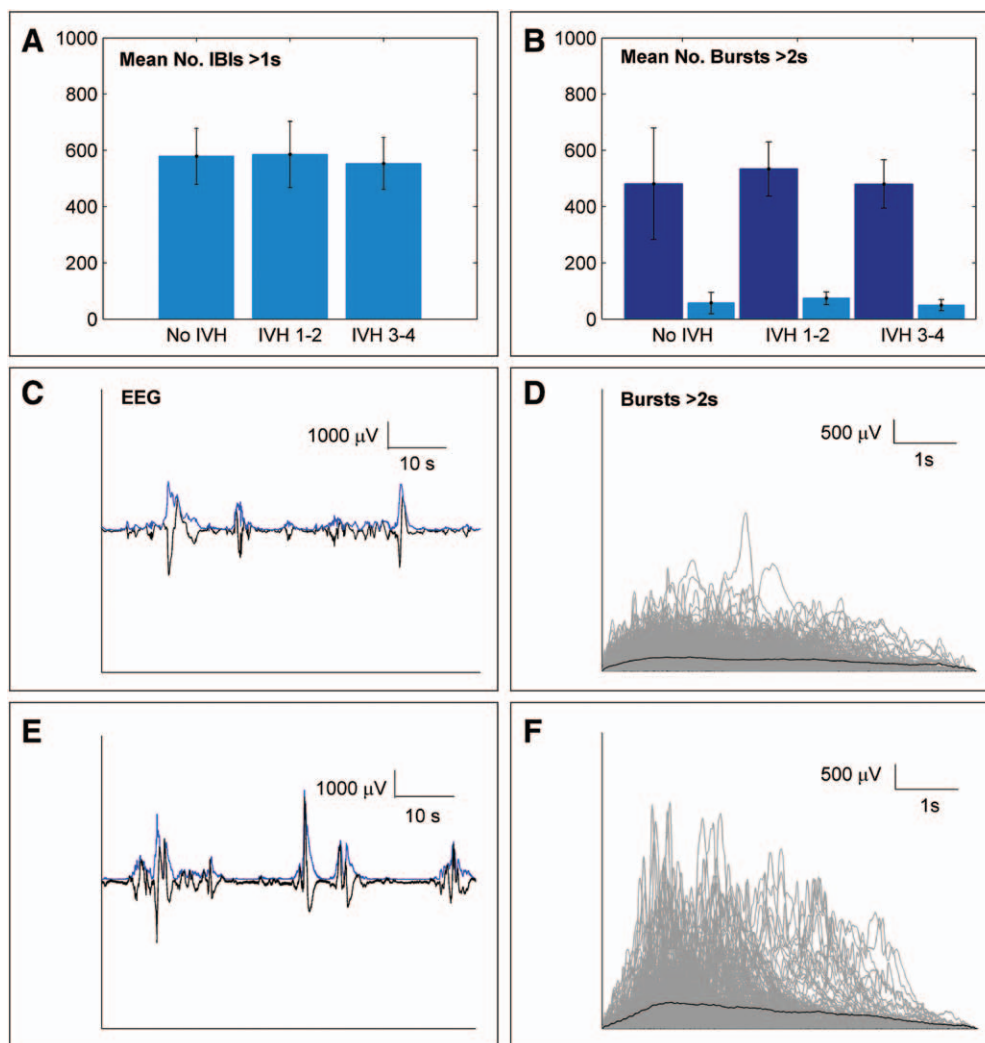 A
Mean No. IBIs >1s
1000
800
600
400
200
0
No IVH IVH 1-2 IVH 3-4
B
Mean No. Bursts >2s
1000
800
600
400
200
0
No IVH IVH 1-2 IVH 3-4
C
EEG
1000 µV
10 s
D
Bursts >2s
500 µV
1s
E
1000 µV
10 s
F
500 µV
1s